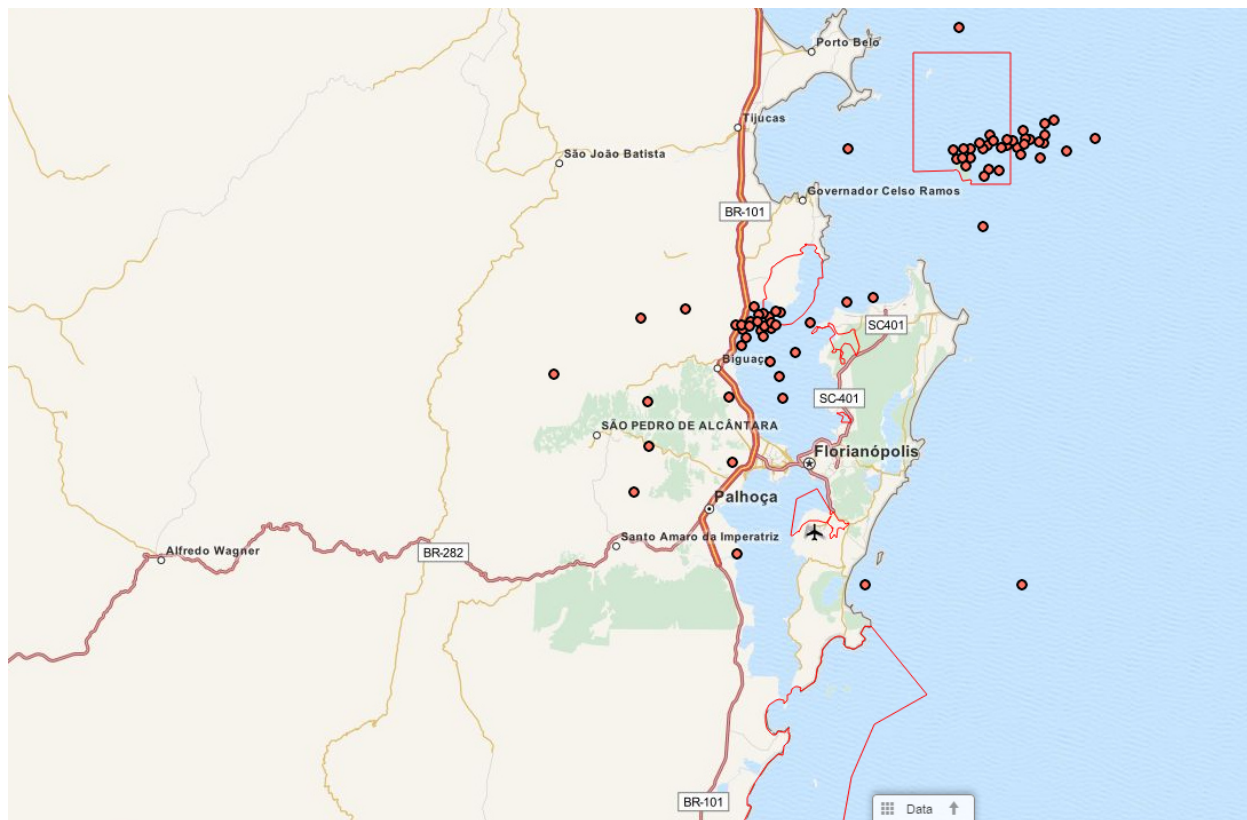 Porto Belo
Tijucas
São João Batista
Governador Celso Ramos
BR-101
SC401
Biguaçu
SC-401
SÃO PEDRO DE ALCÂNTARA
Florianópolis
Palhoça
Santo Amaro da Imperatriz
Alfredo Wagner
BR-282
BR-101
Data